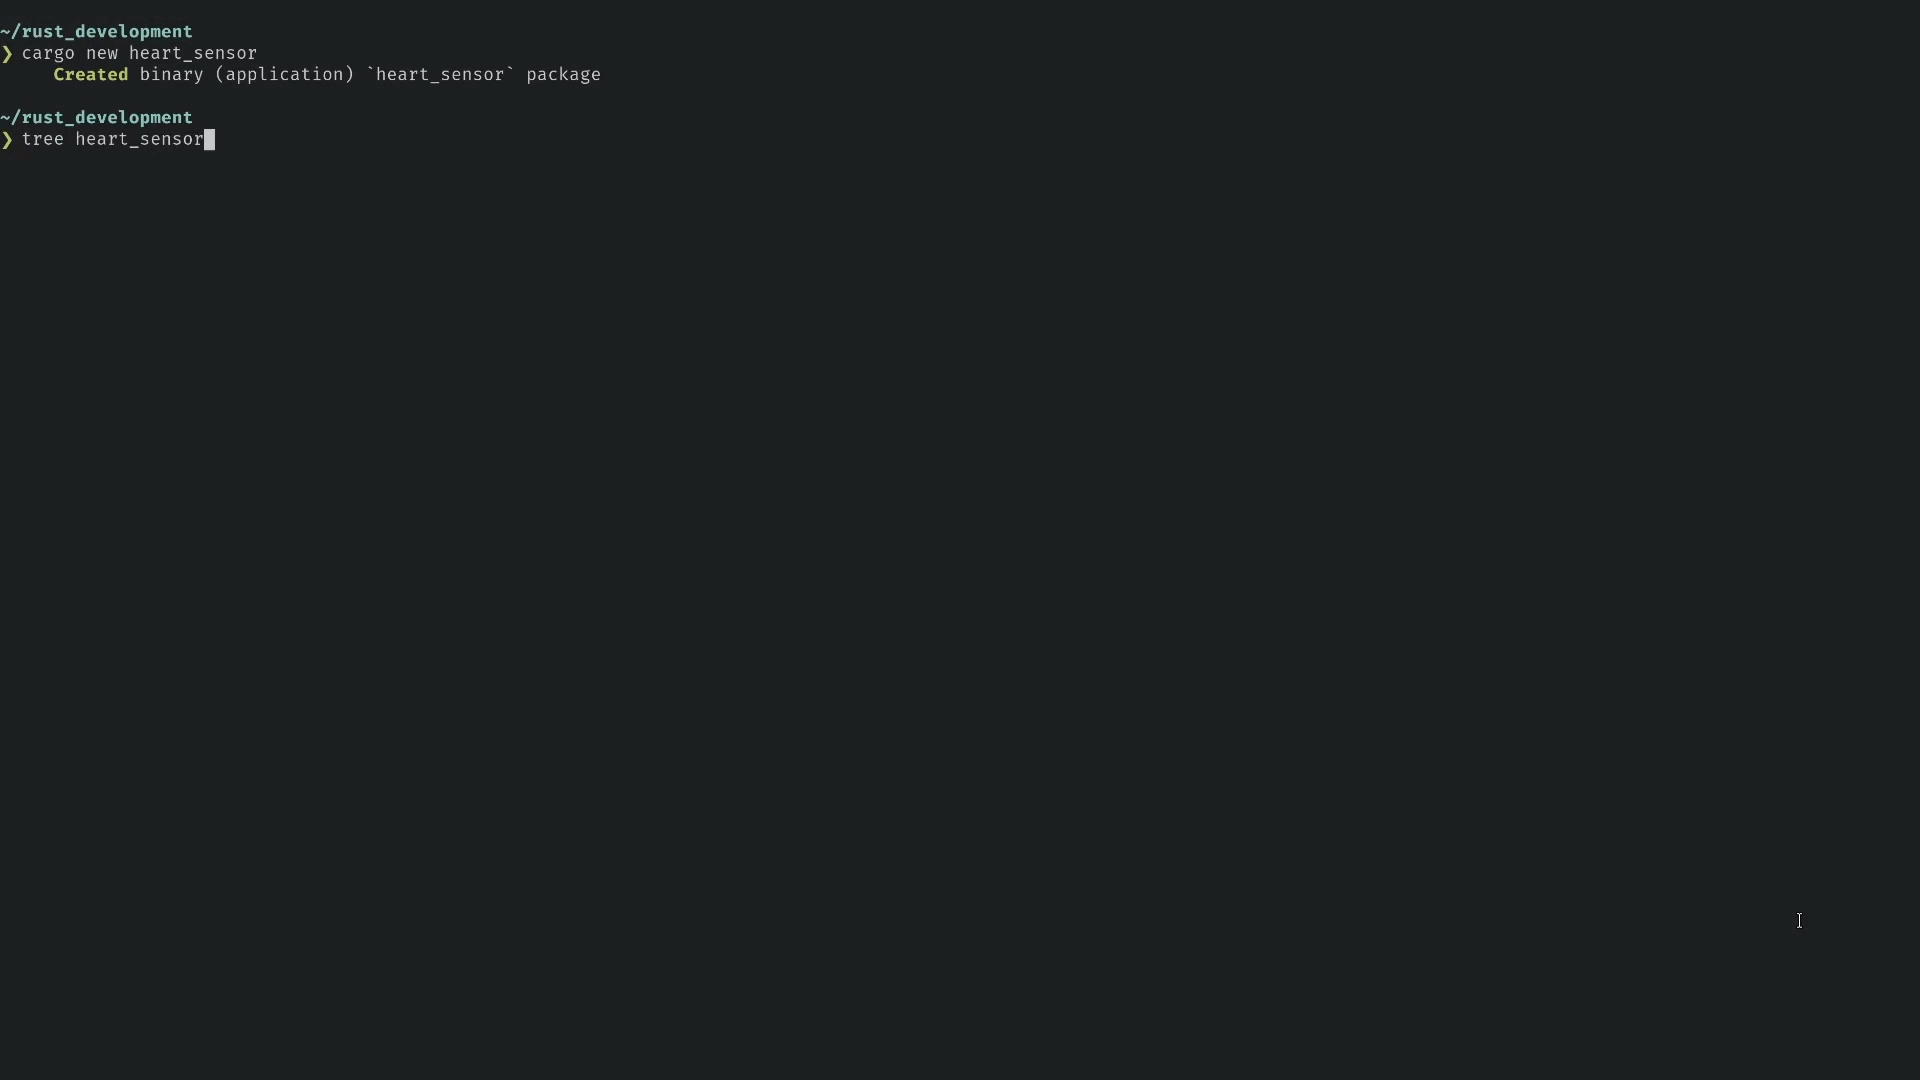 ~/rust_development
❯ cargo new heart_sensor
Created binary (application) `heart_sensor` package
~/rust_development
❯ tree heart_sensor